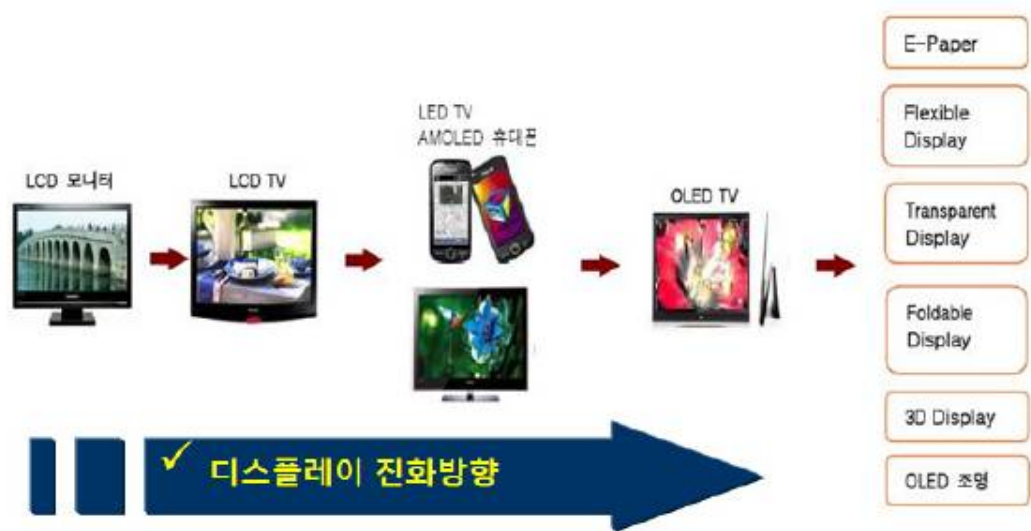 LCD 모니터
LCD TV
LED TV
AMOLED 휴대폰
OLED TV
E-Paper
Flexible
Display
Transparent
Display
Foldable
Display
3D Display
OLED 조명
✓ 디스플레이 진화방향